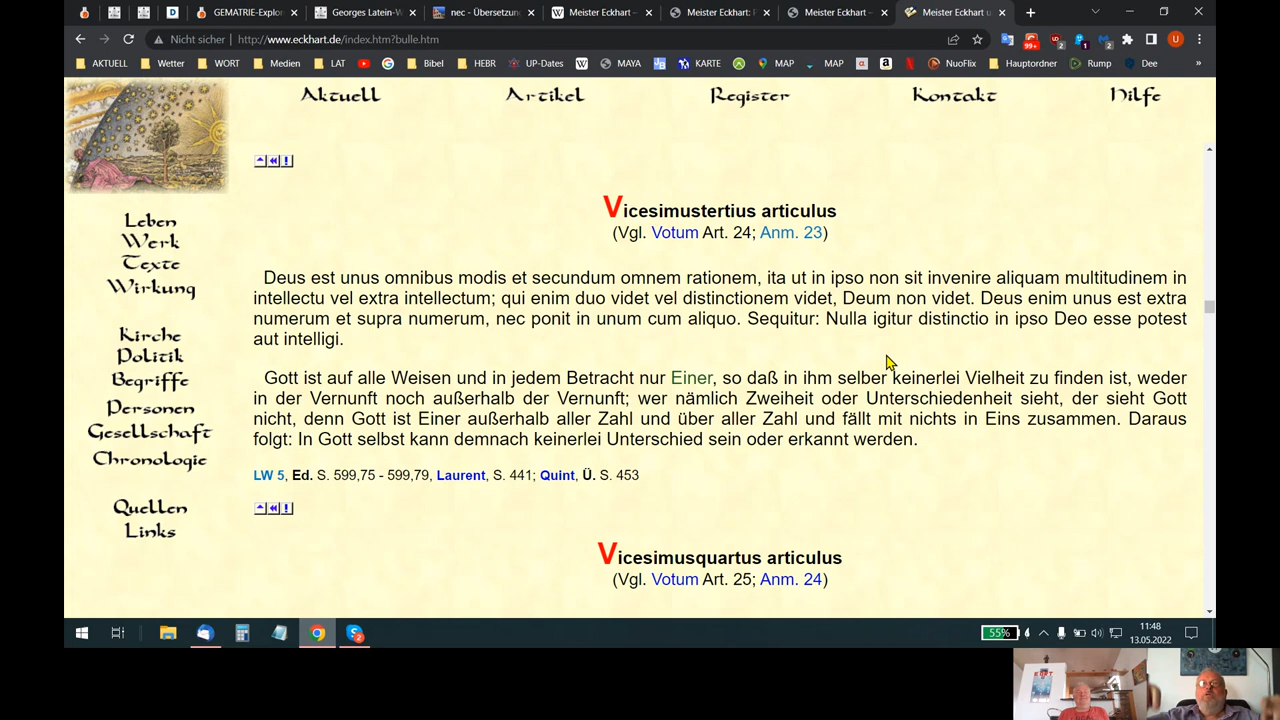 GEMATRIE-Explor
Georges Latein-W
nec - Übersetzun
Meister Eckhart –
Meister Eckhart: P
Meister Eckhart –
Meister Eckhart u
Nicht sicher | http://www.eckhart.de/index.htm?bulle.htm
AKTUELL Wetter WORT Medien LAT Bibel HEBR UP-Dates MAYA KARTE MAP MAP NuoFlix Hauptordner Rump Dee »
Aktuell Artikel Register Kontakt Hilfe
Leben
Werk
Texte
Wirkung
Kirche
Politik
Begriffe
Personen
Gesellschaft
Chronologie
Quellen
Links
Vicesimustertius articulus
(Vgl. Votum Art. 24; Anm. 23)
Deus est unus omnibus modis et secundum omnem rationem, ita ut in ipso non sit invenire aliquam multitudinem in
intellectu vel extra intellectum; qui enim duo videt vel distinctionem videt, Deum non videt. Deus enim unus est extra
numerum et supra numerum, nec ponit in unum cum aliquo. Sequitur: Nulla igitur distinctio in ipso Deo esse potest
aut intelligi.
Gott ist auf alle Weisen und in jedem Betracht nur Einer, so daß in ihm selber keinerlei Vielheit zu finden ist, weder
in der Vernunft noch außerhalb der Vernunft; wer nämlich Zweiheit oder Unterschiedenheit sieht, der sieht Gott
nicht, denn Gott ist Einer außerhalb aller Zahl und über aller Zahl und fällt mit nichts in Eins zusammen. Daraus
folgt: In Gott selbst kann demnach keinerlei Unterschied sein oder erkannt werden.
LW 5, Ed. S. 599,75 - 599,79, Laurent, S. 441; Quint, Ü. S. 453
Vicesimusquartus articulus
(Vgl. Votum Art. 25; Anm. 24)
55%
11:48
13.05.2022